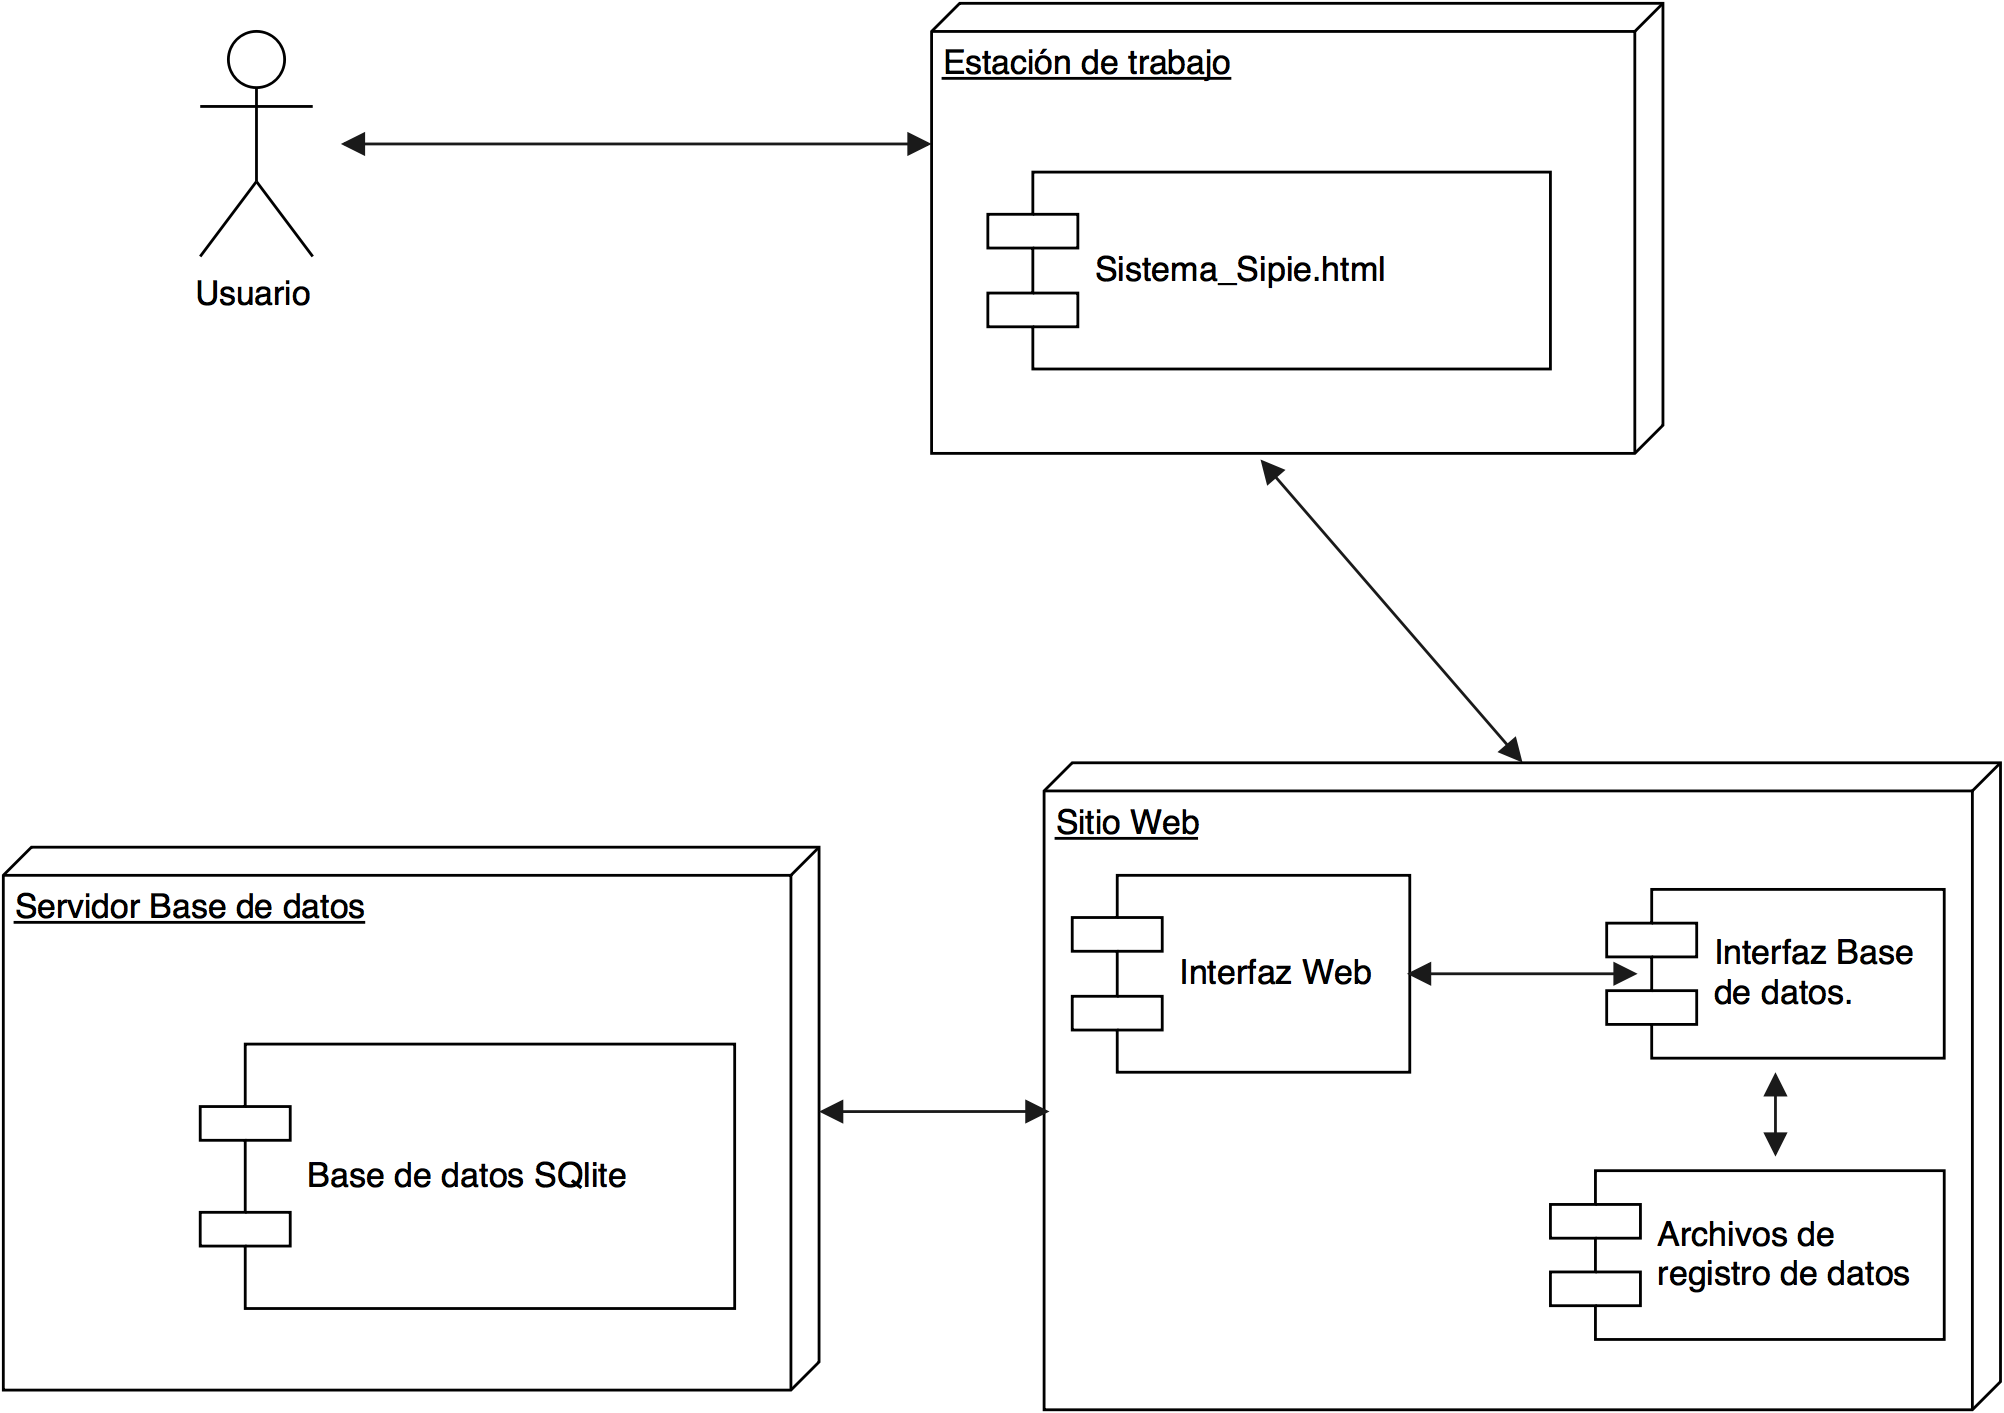 Estación de trabajo
Sistema_Sipie.html
Usuario
Sitio Web
Interfaz Web
Interfaz Base
de datos.
Archivos de
registro de datos
Servidor Base de datos
Base de datos SQlite